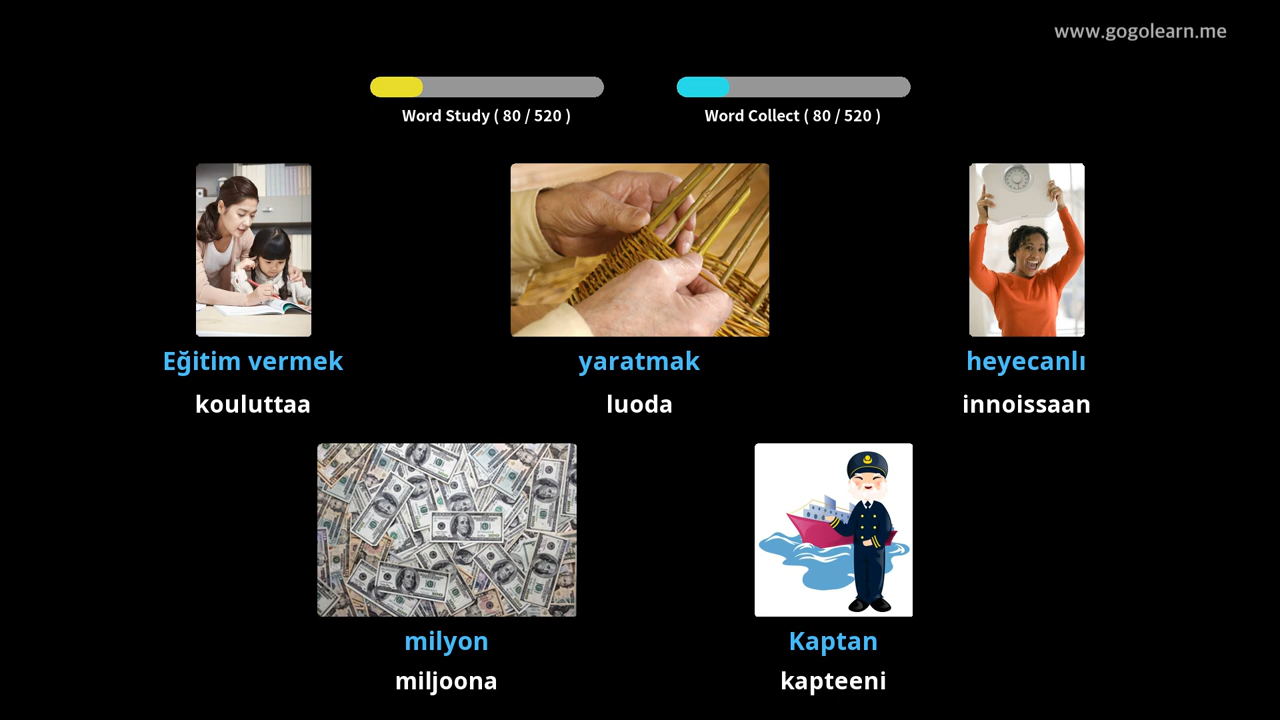 www.gogolearn.me
Word Study ( 80 / 520 )
Word Collect ( 80 / 520 )
Eğitim vermek
kouluttaa
yaratmak
luoda
heyecanlı
innoissaan
milyon
miljoona
Kaptan
kapteeni